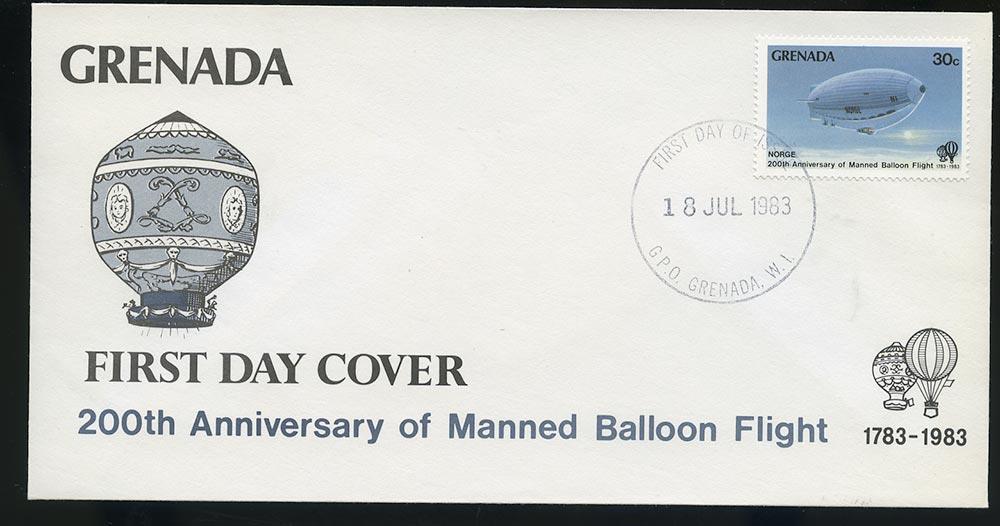 GRENADA
GRENADA 30c
NORGE
NORGE
200th Anniversary of Manned Balloon Flight 1783-1983
FIRST DAY OF
18 JUL 1983
G.P.O. GRENADA, W.I.
FIRST DAY COVER
200th Anniversary of Manned Balloon Flight
1783-1983